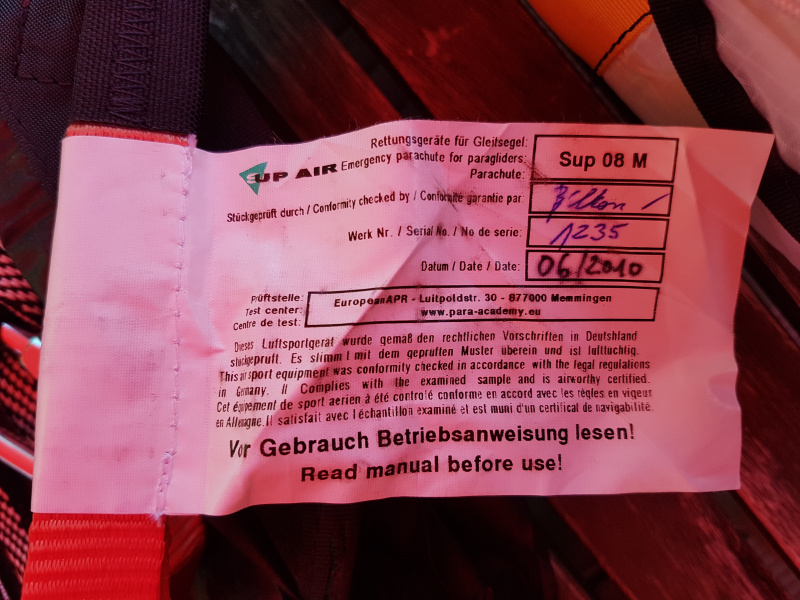 Rettungsgeräte für Gleitsegel:
SUP AIR Emergency parachute for paragliders: Sup 08 M
Parachute:
Stückgeprüft durch / Conformity checked by / Conformité garantie par:
Werk Nr. / Serial No. / No de serie: 1235
Datum / Date / Date: 06/2010
Prüftstelle:
Test center: EuropeanAPR - Luitpoldstr. 30 - 877000 Memmingen
Centre de test: www.para-academy.eu
Dieses Luftsportgerät wurde gemäß den rechtlichen Vorschriften in Deutshland
stückgeprüft. Es stimmt mit dem geprüften Muster überein und ist lufttüchtig.
This air sport equipment was conformity checked in accordance with the legal regulations
in Germany. It Complies with the examined sample and is airworthy certified.
Cet équipement de sport aerien à été controlé conforme en accord avec les règles en vigeur
en Allemagne. Il satisfait avec l échantillon examiné et est muni d'un certificat de navigabilité.
Vor Gebrauch Betriebsanweisung lesen!
Read manual before use!